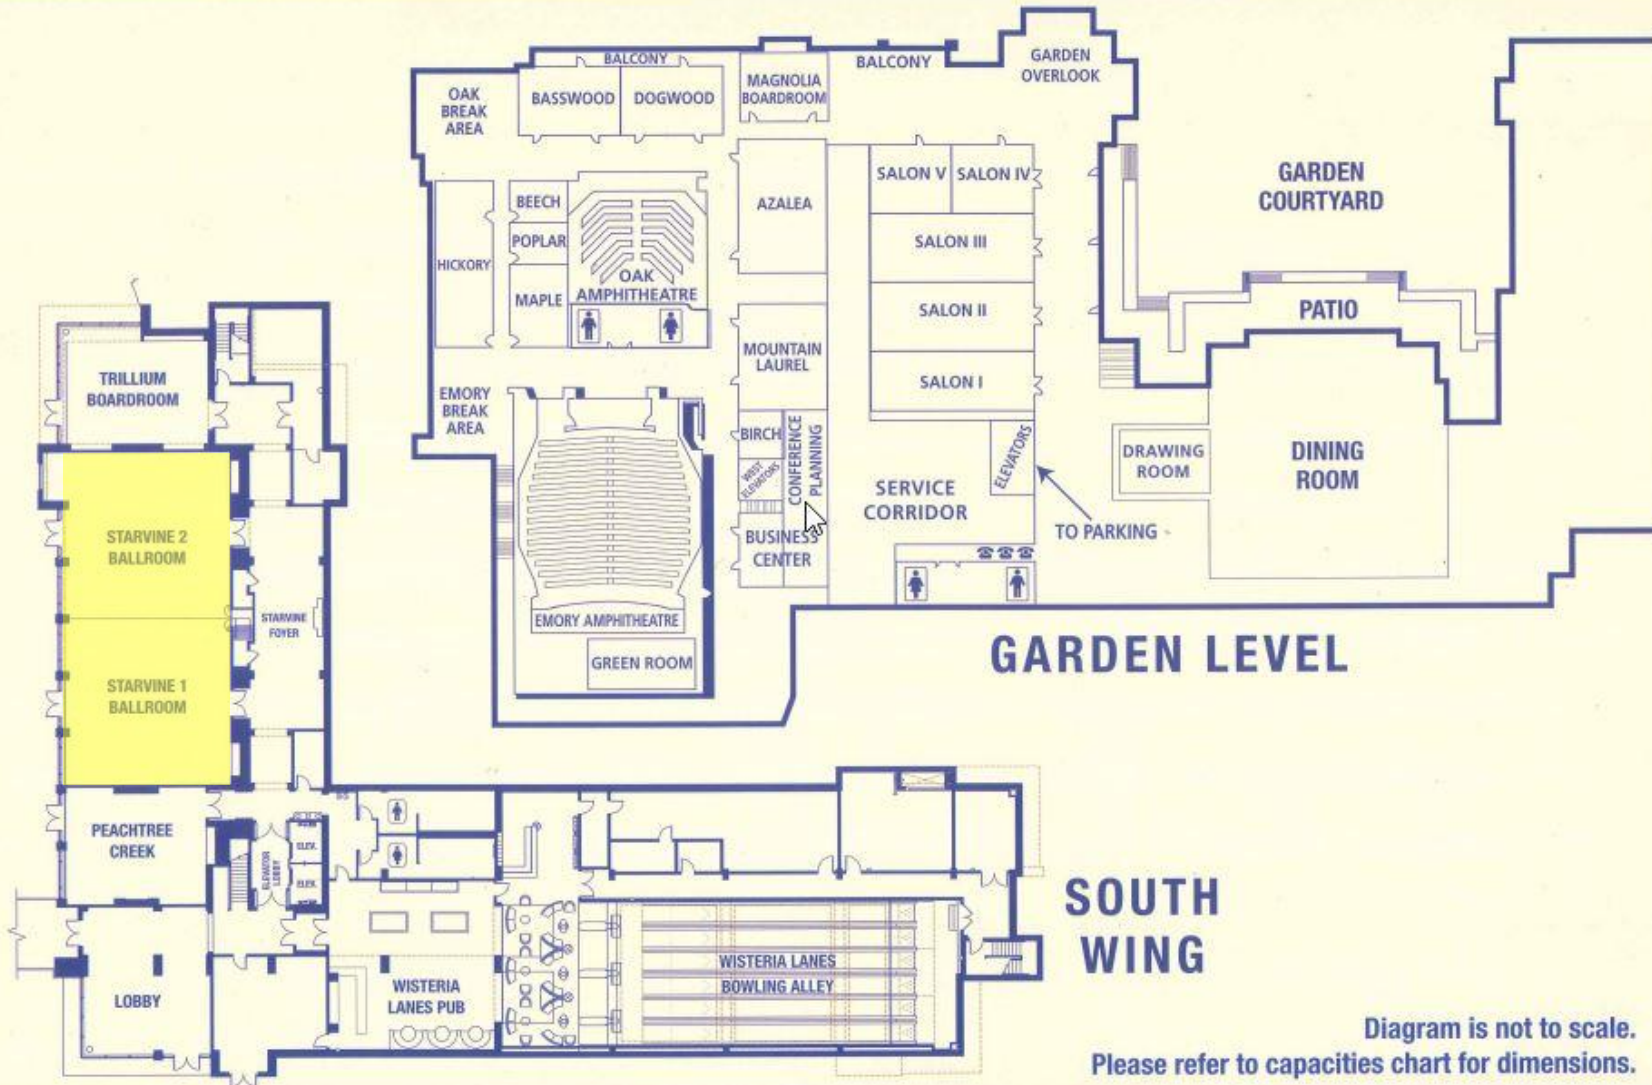 BALCONY
GARDEN
OVERLOOK
BALCONY
OAK
BREAK
AREA
BASSWOOD
DOGWOOD
MAGNOLIA
BOARDROOM
SALON V
SALON IV
GARDEN
COURTYARD
BEECH
AZALEA
POPLAR
SALON III
HICKORY
OAK
AMPHITHEATRE
MAPLE
SALON II
PATIO
MOUNTAIN
LAUREL
SALON I
TRILLIUM
BOARDROOM
EMORY
BREAK
AREA
BIRCH
CONFERENCE
PLANNING
WEST
ELEVATORS
ELEVATORS
DRAWING
ROOM
DINING
ROOM
SERVICE
CORRIDOR
TO PARKING
BUSINESS
CENTER
STARVINE 2
BALLROOM
STARVINE
FOYER
EMORY AMPHITHEATRE
GREEN ROOM
GARDEN LEVEL
STARVINE 1
BALLROOM
PEACHTREE
CREEK
ELEVATOR
LOBBY
ELEV.
ELEV.
SOUTH
WING
WISTERIA LANES
BOWLING ALLEY
WISTERIA
LANES PUB
LOBBY
Diagram is not to scale.
Please refer to capacities chart for dimensions.